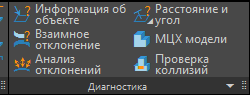 Информация об
объекте
Взаимное
отклонение
Анализ
отклонений
Расстояние и
угол
МЦХ модели
Проверка
коллизий
Диагностика